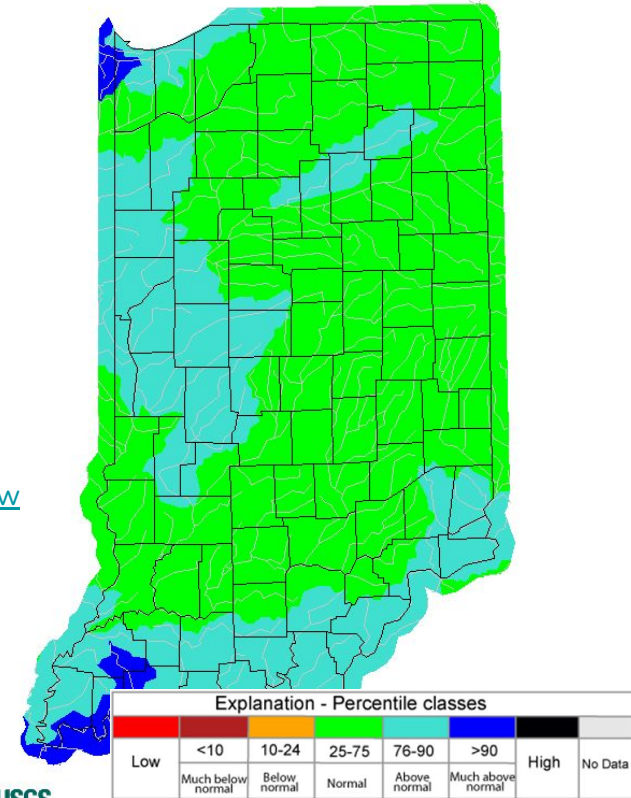 w
Explanation - Percentile classes
Low <10 10-24 25-75 76-90 >90 High No Data
Much below normal Below normal Normal Above normal Much above normal
USGS